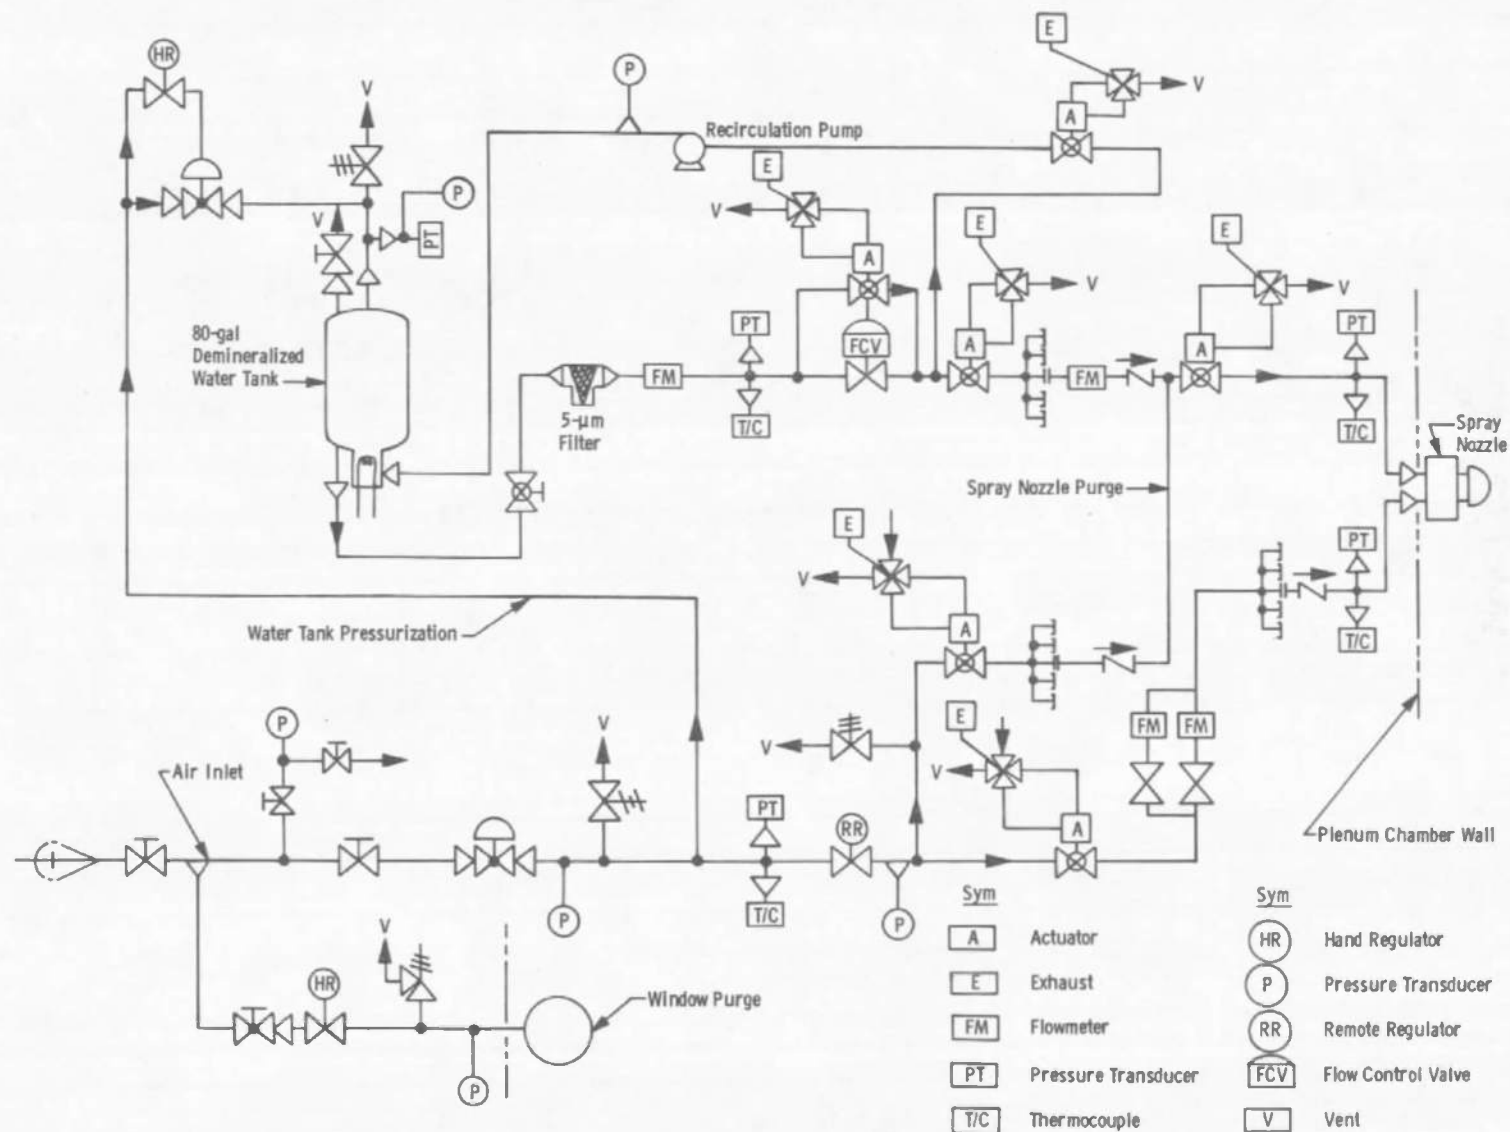 E
HR
P
V
V
Recirculation Pump
A
E
P
V
V
E
E
PT
A
V
V
80-gal
Demineralized
Water Tank
PT
PT
FCV
A
A
FM
FM
5-µm
Filter
T/C
T/C
Spray
Nozzle
Spray Nozzle Purge
E
PT
V
Water Tank Pressurization
A
T/C
P
V
E
FM
FM
V
Air Inlet
V
PT
RR
A
Plenum Chamber Wall
P
T/C
P
V
HR
Window Purge
P
Sym
Sym
A Actuator
HR Hand Regulator
E Exhaust
P Pressure Transducer
FM Flowmeter
RR Remote Regulator
PT Pressure Transducer
FCV Flow Control Valve
T/C Thermocouple
V Vent